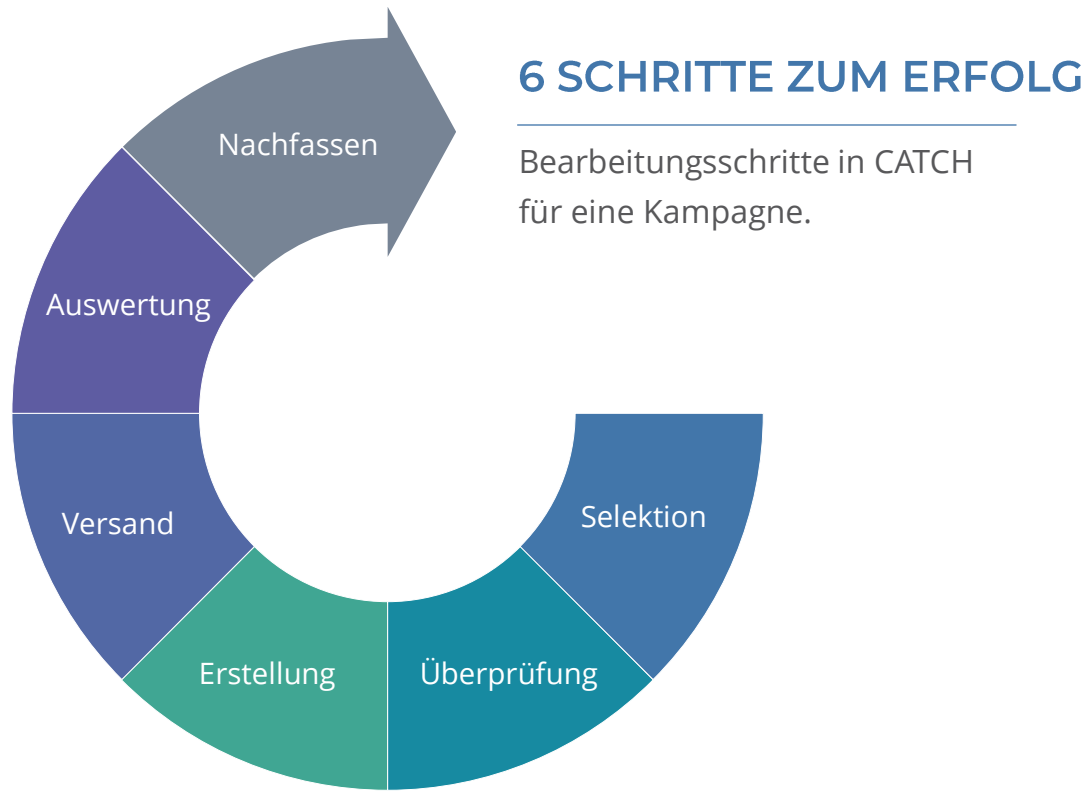 6 SCHRITTE ZUM ERFOLG
Bearbeitungsschritte in CATCH
für eine Kampagne.
Selektion
Überprüfung
Erstellung
Versand
Auswertung
Nachfassen